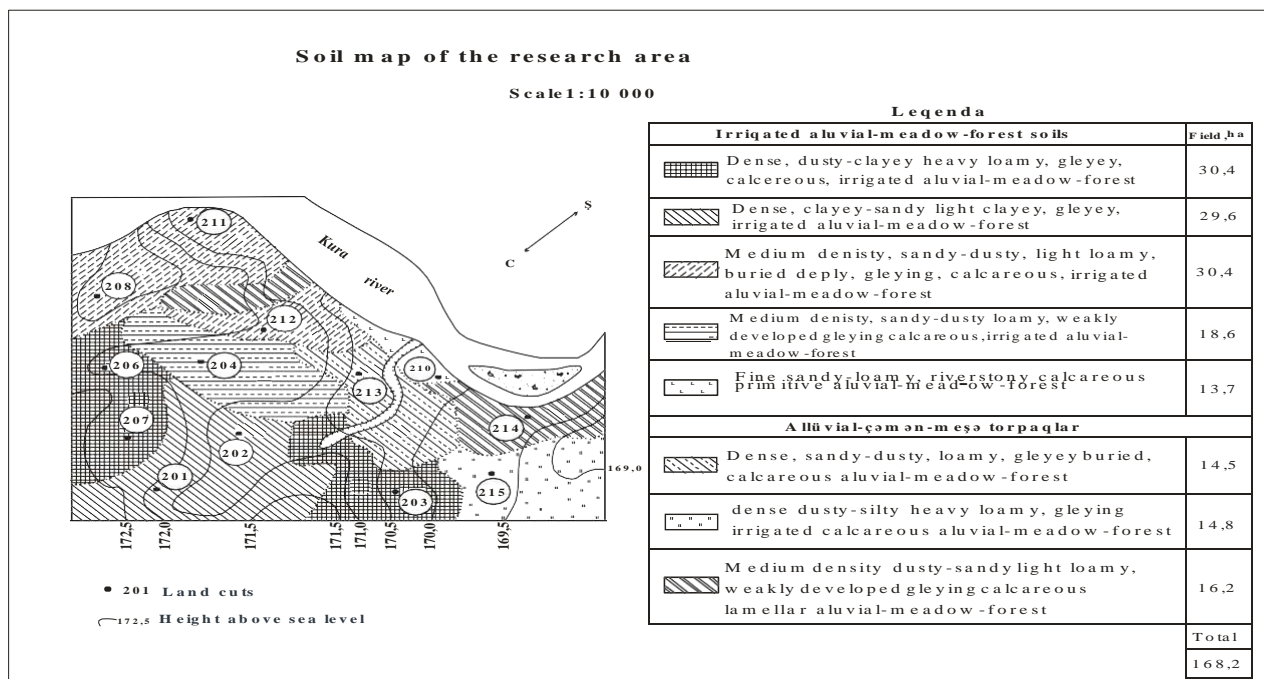 Soil map of the research area
Scale1:10 000
Leqenda
Irriqated aluvial-meadow-forest soils
Field,ha
Dense, dusty-clayey heavy loamy, gleyey,
calcereous, irrigated aluvial-meadow-forest
30,4
Dense, clayey-sandy light clayey, gleyey,
irrigated aluvial-meadow-forest
29,6
Medium denisty, sandy-dusty, light loamy,
buried deply, gleying, calcareous, irrigated
aluvial-meadow-forest
30,4
Medium denisty, sandy-dusty loamy, weakly
developed gleying calcareous,irrigated aluvial-
meadow-forest
18,6
Fine sandy-loamy, riverstony calcareous
primitive aluvial-mead-ow-forest
13,7
Allüvial-çəmən-meşə torpaqlar
Dense, sandy-dusty, loamy, gleyey buried,
calcareous aluvial-meadow-forest
14,5
dense dusty-silty heavy loamy, gleying
irrigated calcareous aluvial-meadow-forest
14,8
Medium density dusty-sandy light loamy,
weakly developed gleying calcareous
lamellar aluvial-meadow-forest
16,2
Total
168,2
Ş
C
Kura
river
211
208
212
206
204
210
213
207
214
202
201
215
203
169,0
172,5
172,0
171,5
171,5
171,0
170,5
170,0
169,5
201 Land cuts
172,5 Height above sea level